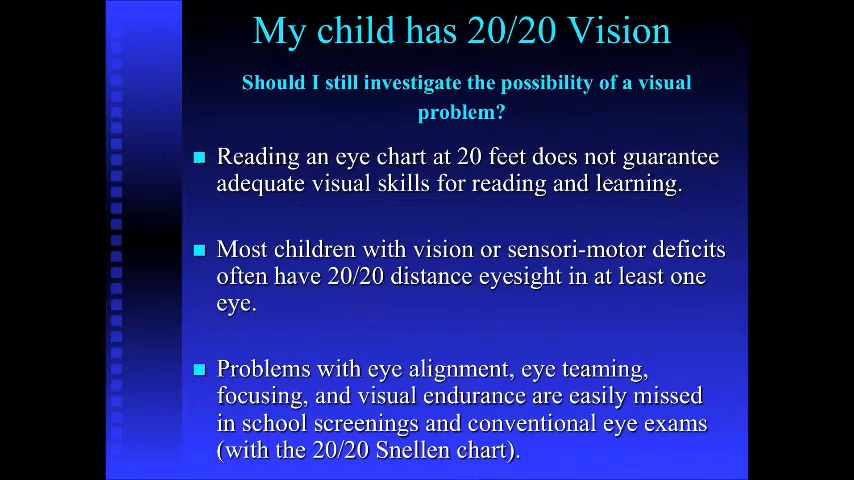 My child has 20/20 Vision
Should I still investigate the possibility of a visual
problem?
Reading an eye chart at 20 feet does not guarantee
adequate visual skills for reading and learning.
Most children with vision or sensori-motor deficits
often have 20/20 distance eyesight in at least one
eye.
Problems with eye alignment, eye teaming,
focusing, and visual endurance are easily missed
in school screenings and conventional eye exams
(with the 20/20 Snellen chart).